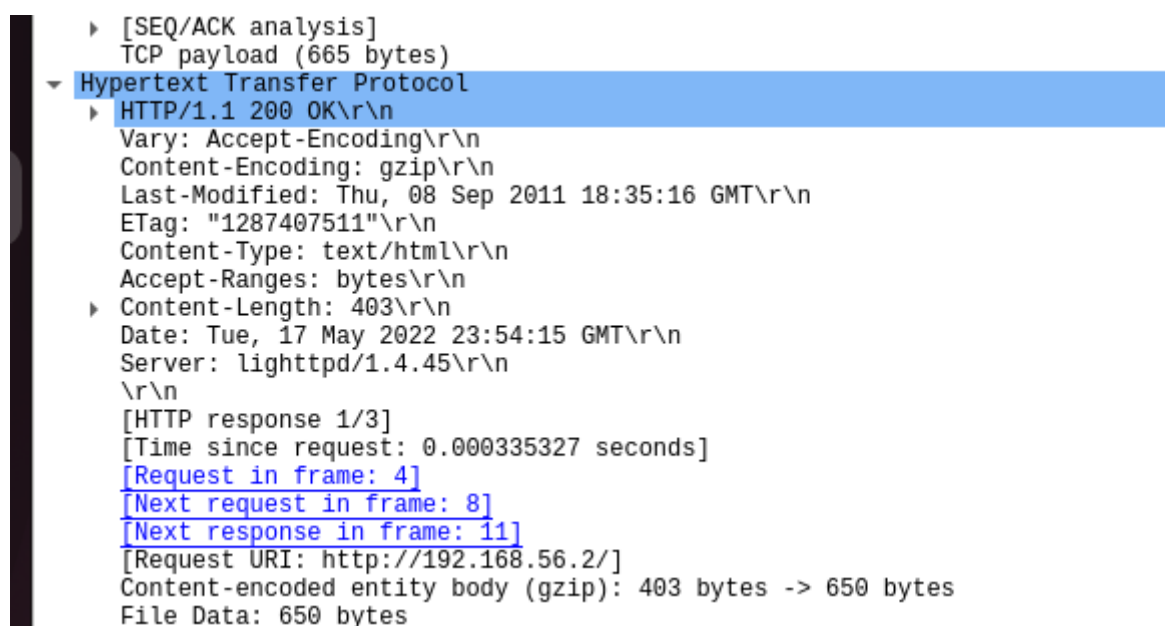 [SEQ/ACK analysis]
TCP payload (665 bytes)
Hypertext Transfer Protocol
HTTP/1.1 200 OK\r\n
Vary: Accept-Encoding\r\n
Content-Encoding: gzip\r\n
Last-Modified: Thu, 08 Sep 2011 18:35:16 GMT\r\n
ETag: "1287407511"\r\n
Content-Type: text/html\r\n
Accept-Ranges: bytes\r\n
Content-Length: 403\r\n
Date: Tue, 17 May 2022 23:54:15 GMT\r\n
Server: lighttpd/1.4.45\r\n
\r\n
[HTTP response 1/3]
[Time since request: 0.000335327 seconds]
[Request in frame: 4]
[Next request in frame: 8]
[Next response in frame: 11]
[Request URI: http://192.168.56.2/]
Content-encoded entity body (gzip): 403 bytes -> 650 bytes
File Data: 650 bytes